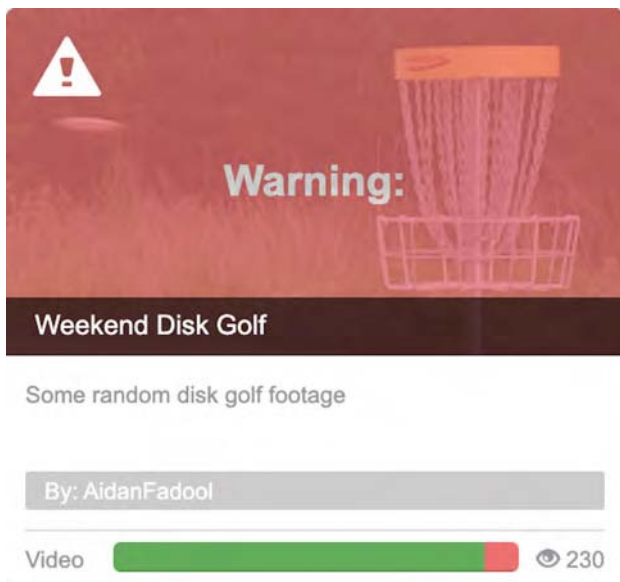 Warning:
Weekend Disk Golf
Some random disk golf footage
By: AidanFadool
Video 230